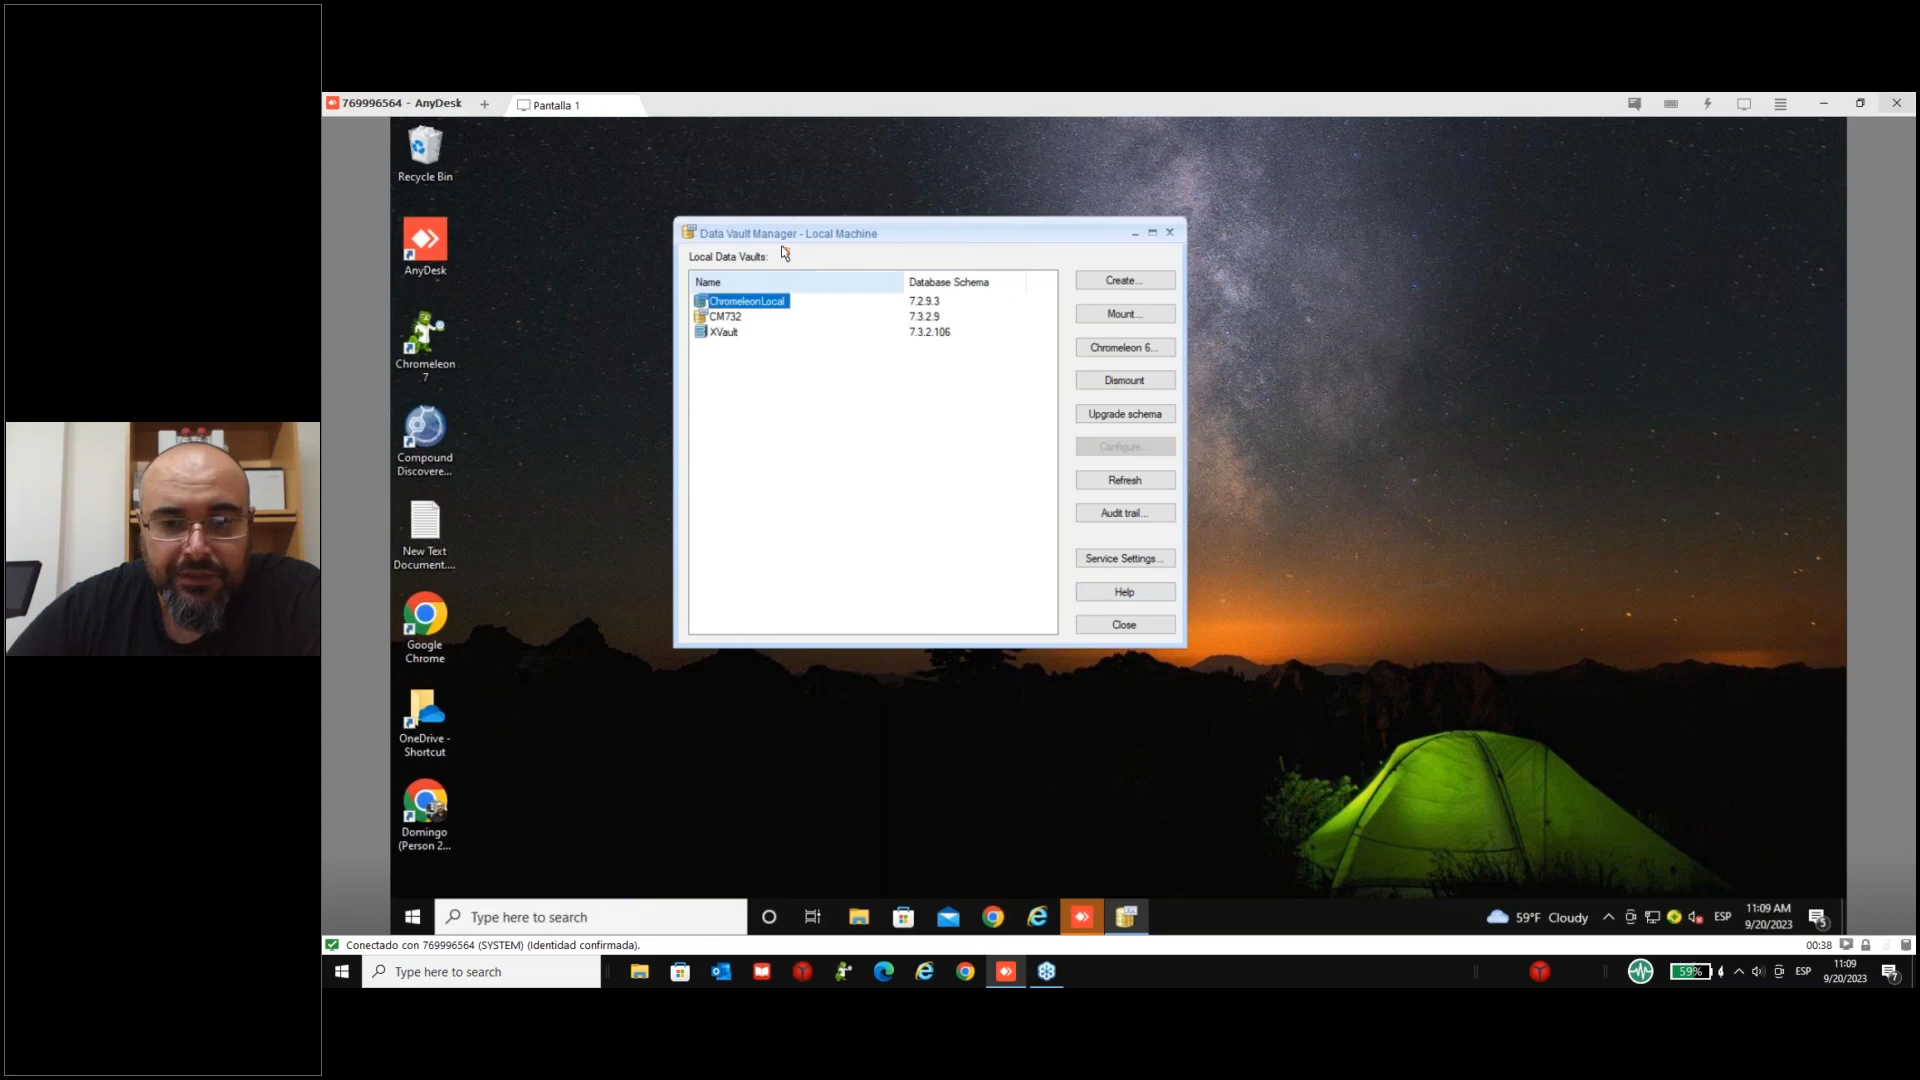 769996564 - AnyDesk
Pantalla 1
Recycle Bin
AnyDesk
Chromeleon
7
Compound
Discovere...
New Text
Document....
Google
Chrome
OneDrive -
Shortcut
Domingo
(Person 2...
Data Vault Manager - Local Machine
Local Data Vaults:
Name Database Schema
ChromeleonLocal 7.2.9.3
CM732 7.3.2.9
XVault 7.3.2.106
Create...
Mount...
Chromeleon 6...
Dismount
Upgrade schema
Configure...
Refresh
Audit trail...
Service Settings...
Help
Close
Type here to search
59°F Cloudy
ESP
11:09 AM
9/20/2023
5
Conectado con 769996564 (SYSTEM) (Identidad confirmada).
00:38
Type here to search
59%
ESP
11:09
9/20/2023
7